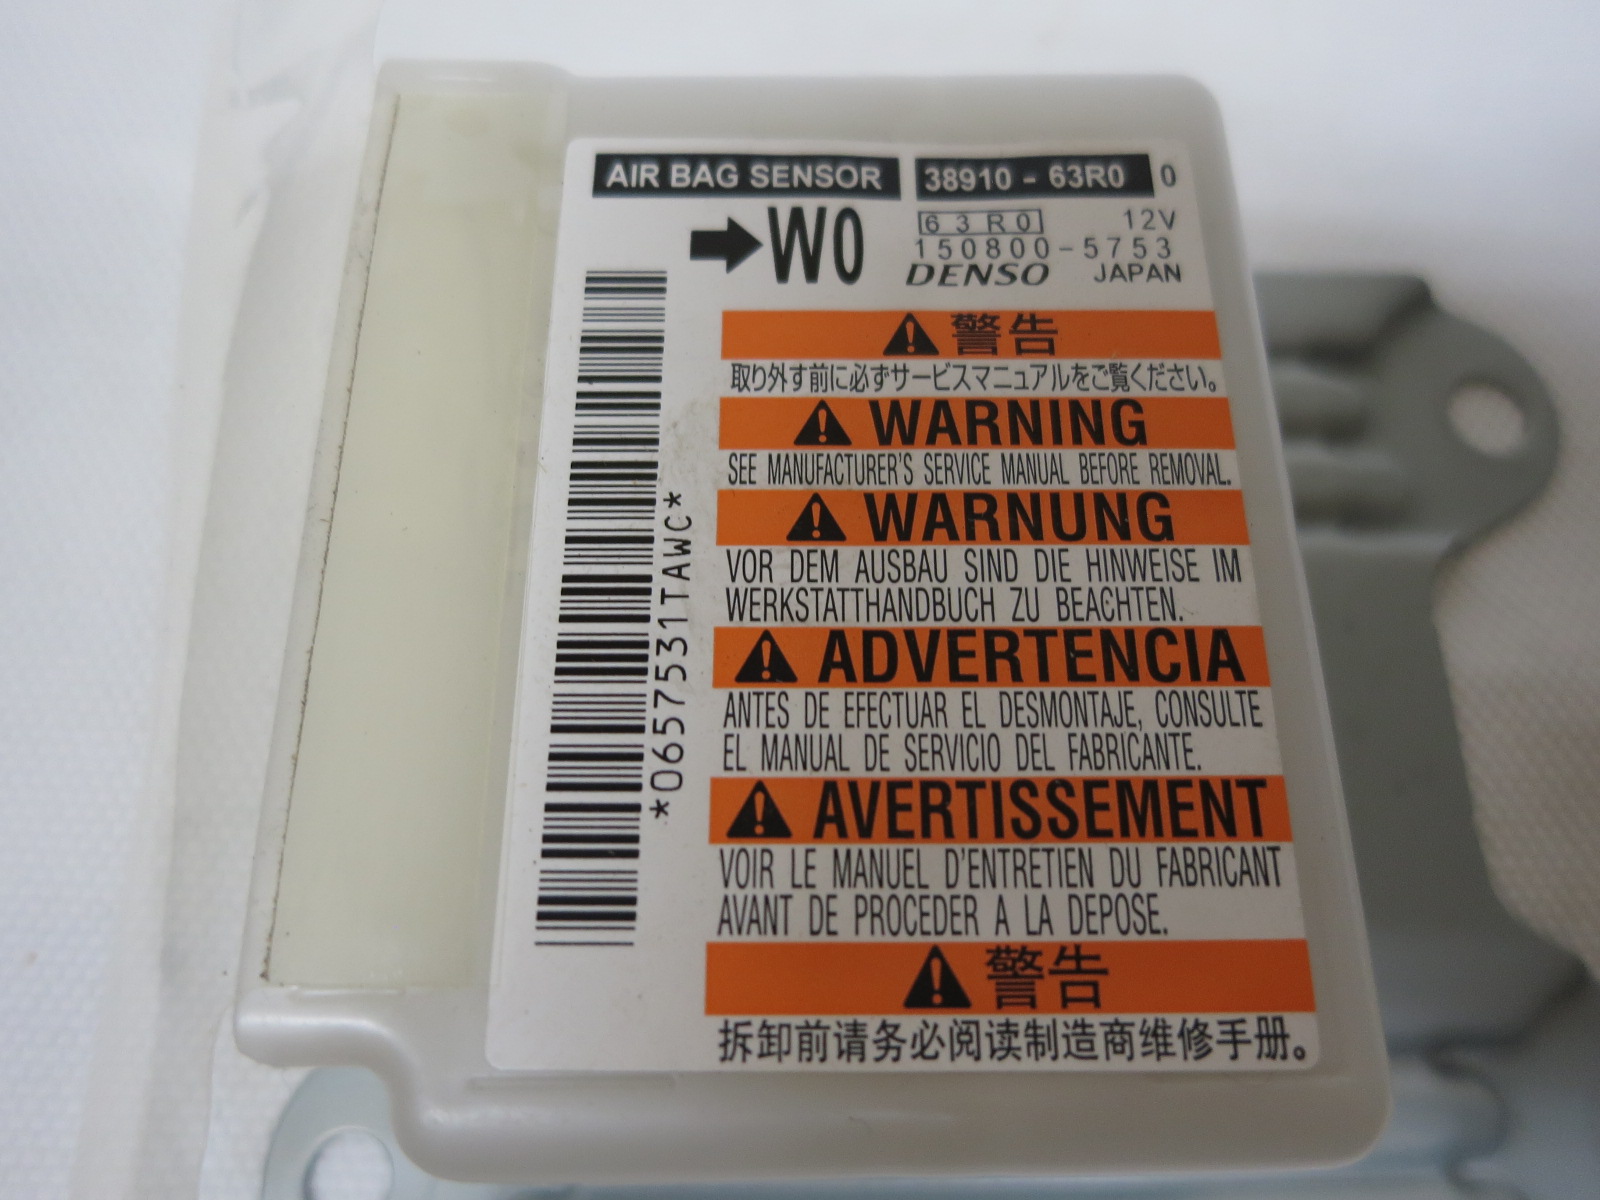 AIR BAG SENSOR 38910-63R0 0
➡W0 63R0 12V
150800-5753
DENSO JAPAN
*0657531TAWC*
警告
取り外す前に必ずサービスマニュアルをご覧ください。
WARNING
SEE MANUFACTURER'S SERVICE MANUAL BEFORE REMOVAL.
WARNUNG
VOR DEM AUSBAU SIND DIE HINWEISE IM
WERKSTATTHANDBUCH ZU BEACHTEN.
ADVERTENCIA
ANTES DE EFECTUAR EL DESMONTAJE, CONSULTE
EL MANUAL DE SERVICIO DEL FABRICANTE.
AVERTISSEMENT
VOIR LE MANUEL D'ENTRETIEN DU FABRICANT
AVANT DE PROCEDER A LA DEPOSE.
警告
拆卸前请务必阅读制造商维修手册。